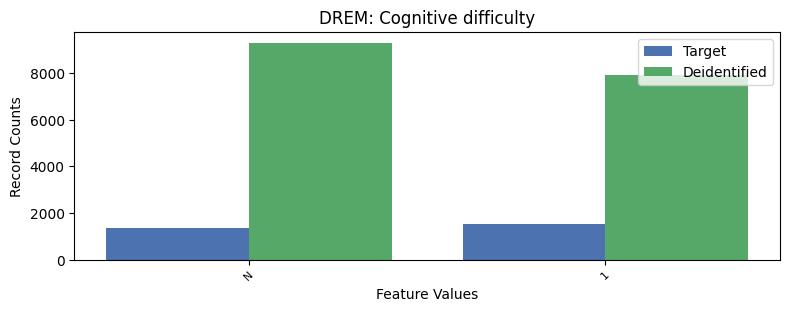 DREM: Cognitive difficulty
Target
Deidentified
Record Counts
8000
6000
4000
2000
0
N
1
Feature Values